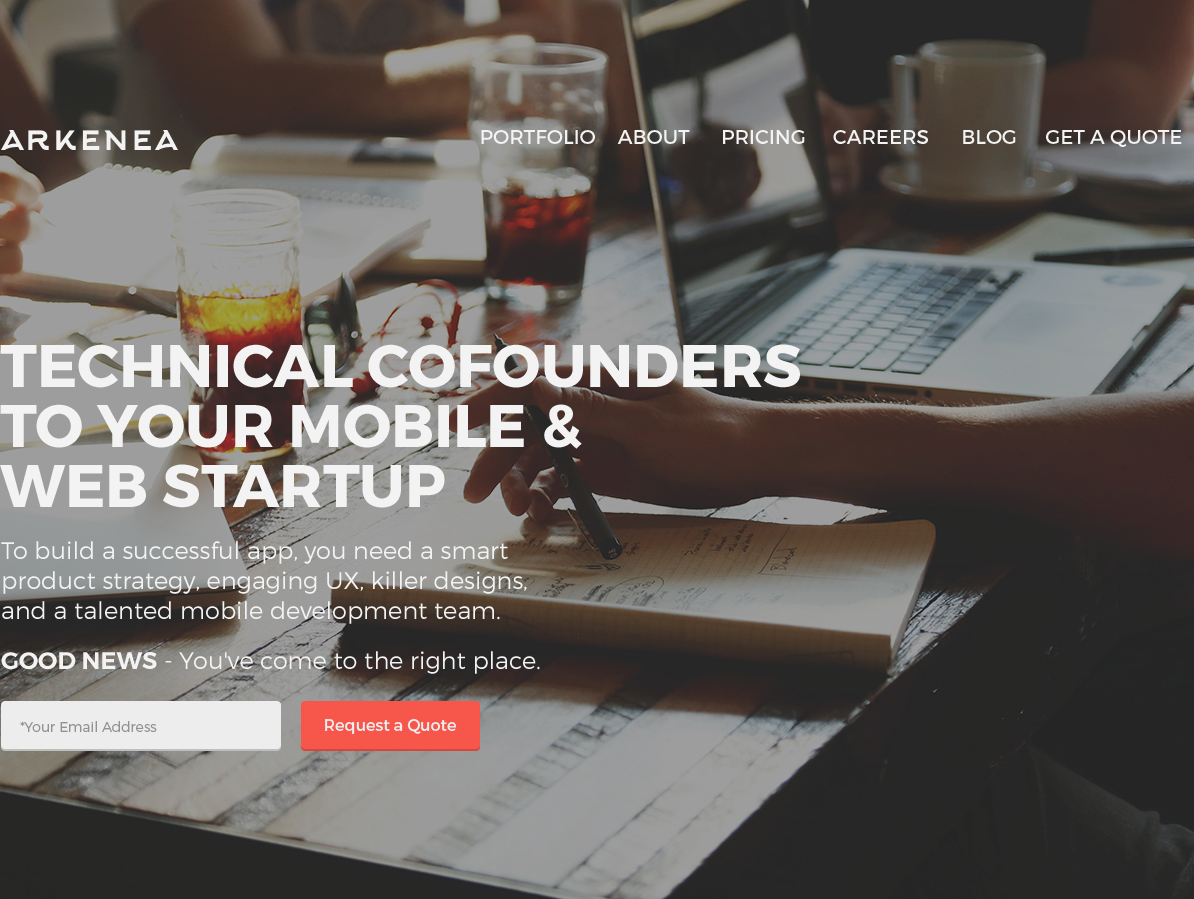 ARKENEA
PORTFOLIO ABOUT PRICING CAREERS BLOG GET A QUOTE
TECHNICAL COFOUNDERS
TO YOUR MOBILE &
WEB STARTUP
To build a successful app, you need a smart
product strategy, engaging UX, killer designs,
and a talented mobile development team.
GOOD NEWS - You've come to the right place.
*Your Email Address
Request a Quote